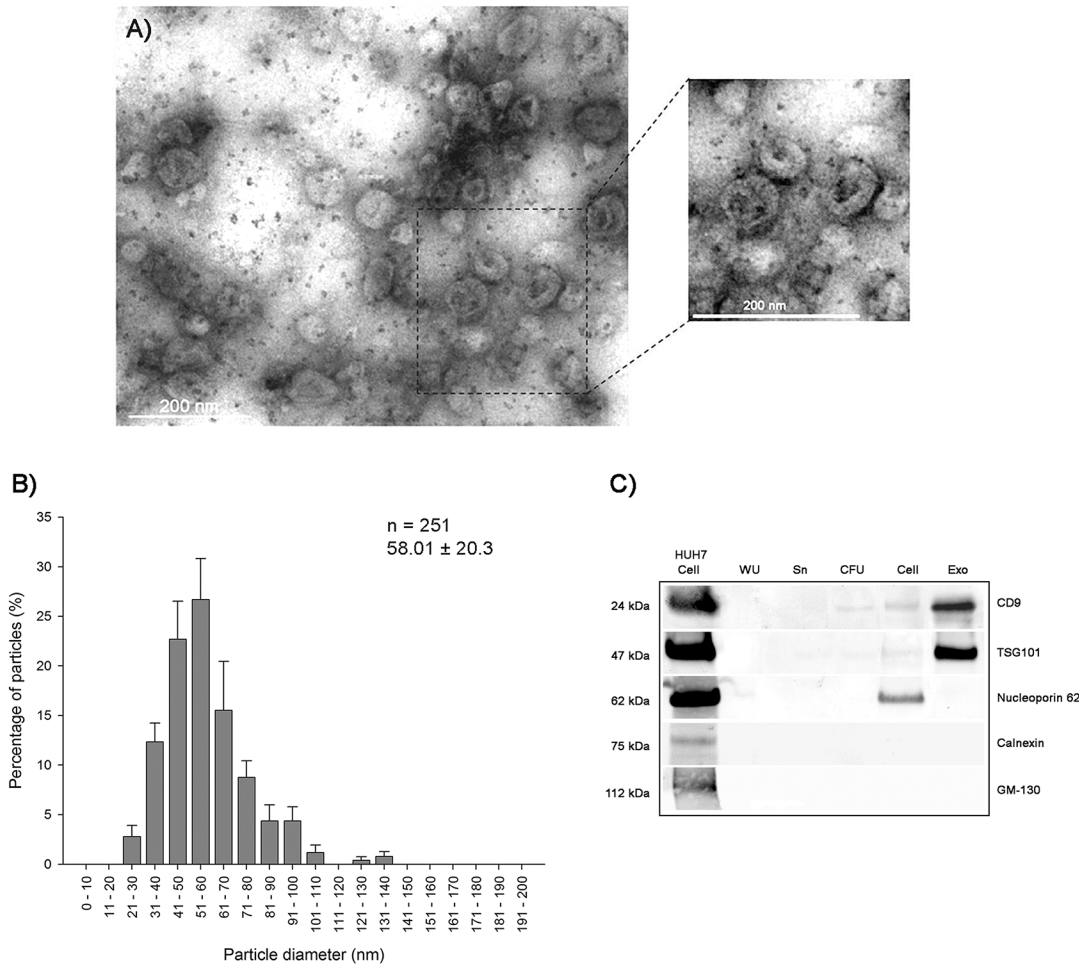 A)
200 nm
200 nm
B)
35
30
25
20
15
10
5
0
Percentage of particles (%)
n = 251
58.01 ± 20.3
0 - 10
11 - 20
21 - 30
31 - 40
41 - 50
51 - 60
61 - 70
71 - 80
81 - 90
91 - 100
101 - 110
111 - 120
121 - 130
131 - 140
141 - 150
151 - 160
161 - 170
171 - 180
181 - 190
191 - 200
Particle diameter (nm)
C)
HUH7
Cell WU Sn CFU Cell Exo
24 kDa CD9
47 kDa TSG101
62 kDa Nucleoporin 62
75 kDa Calnexin
112 kDa GM-130